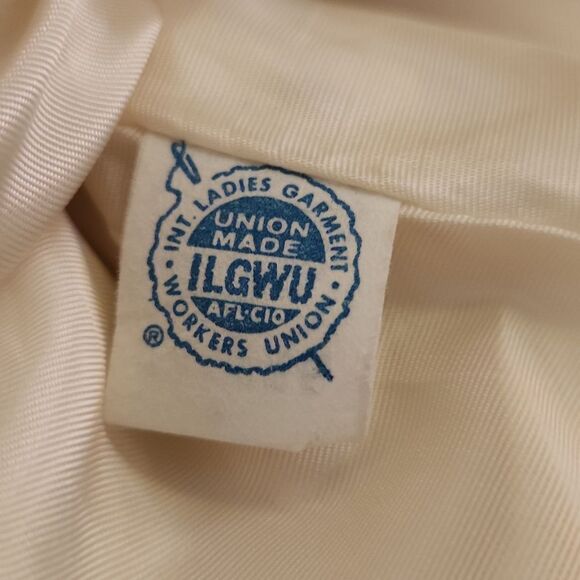 INT. LADIES GARMENT
UNION
MADE
ILGWU
AFL·CIO
· WORKERS UNION ·
®